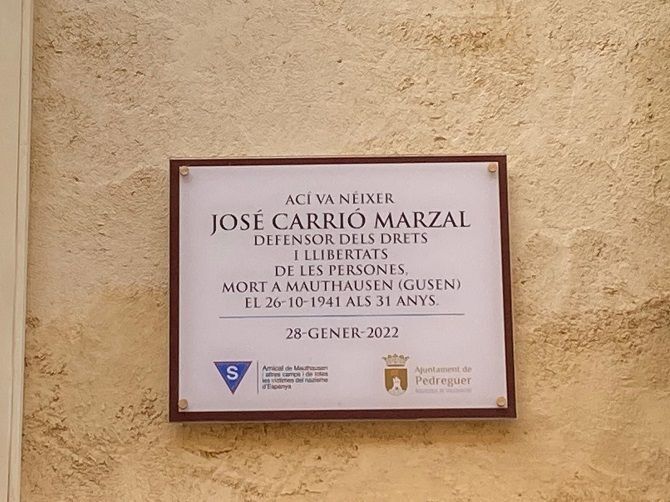 ACÍ VA NÉIXER
JOSÉ CARRIÓ MARZAL
DEFENSOR DELS DRETS
I LLIBERTATS
DE LES PERSONES,
MORT A MAUTHAUSEN (GUSEN)
EL 26-10-1941 ALS 31 ANYS.
28-GENER-2022
S
Amical de Mauthausen
i altres camps i de totes
les víctimes del nazisme
d'Espanya
Ajuntament de
Pedreguer